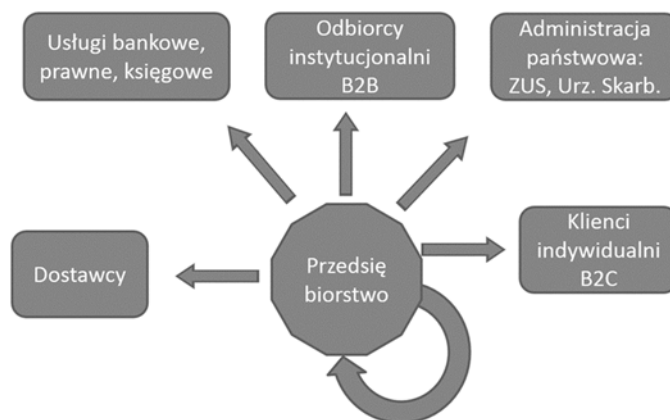 Usługi bankowe,
prawne, księgowe
Odbiorcy
instytucjonalni
B2B
Administracja
państwowa:
ZUS, Urz. Skarb.
Dostawcy
Przedsię
biorstwo
Klienci
indywidualni
B2C